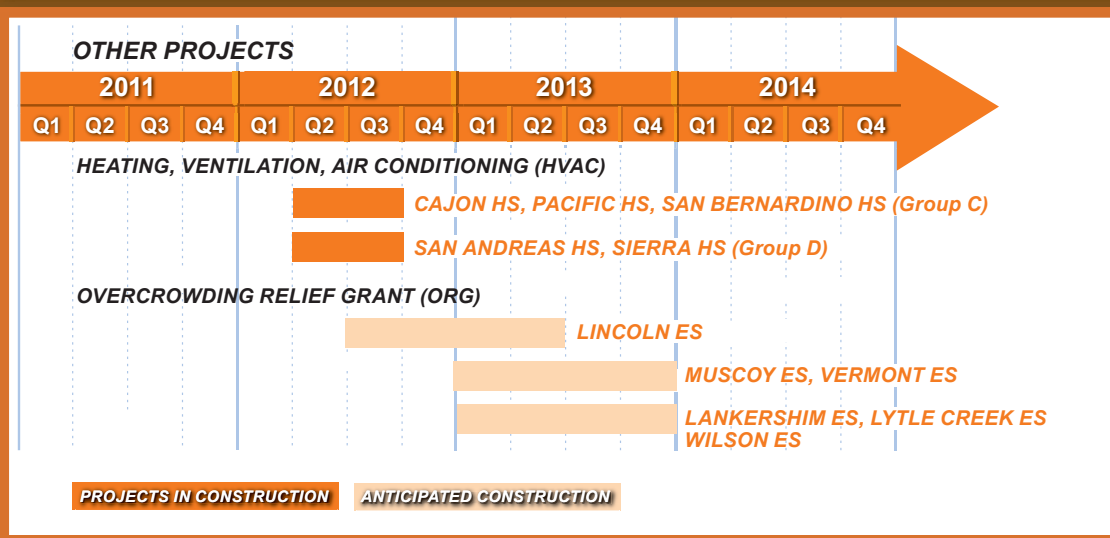 OTHER PROJECTS
2011 2012 2013 2014
Q1 Q2 Q3 Q4 Q1 Q2 Q3 Q4 Q1 Q2 Q3 Q4 Q1 Q2 Q3 Q4
HEATING, VENTILATION, AIR CONDITIONING (HVAC)
CAJON HS, PACIFIC HS, SAN BERNARDINO HS (Group C)
SAN ANDREAS HS, SIERRA HS (Group D)
OVERCROWDING RELIEF GRANT (ORG)
LINCOLN ES
MUSCOY ES, VERMONT ES
LANKERSHIM ES, LYTLE CREEK ES
WILSON ES
PROJECTS IN CONSTRUCTION ANTICIPATED CONSTRUCTION